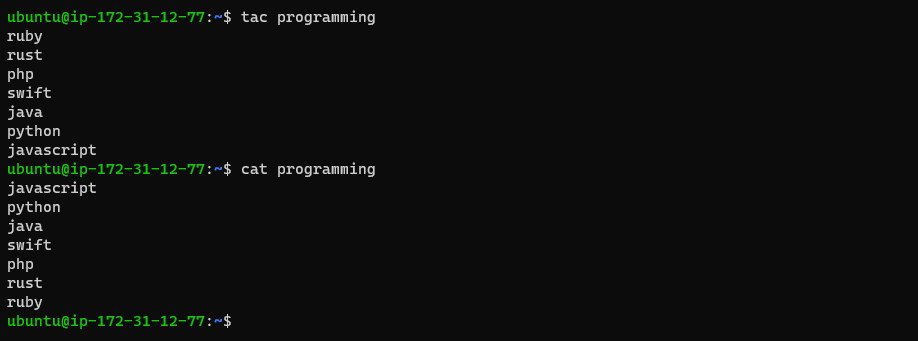 ubuntu@ip-172-31-12-77:~$ tac programming
ruby
rust
php
swift
java
python
javascript
ubuntu@ip-172-31-12-77:~$ cat programming
javascript
python
java
swift
php
rust
ruby
ubuntu@ip-172-31-12-77:~$